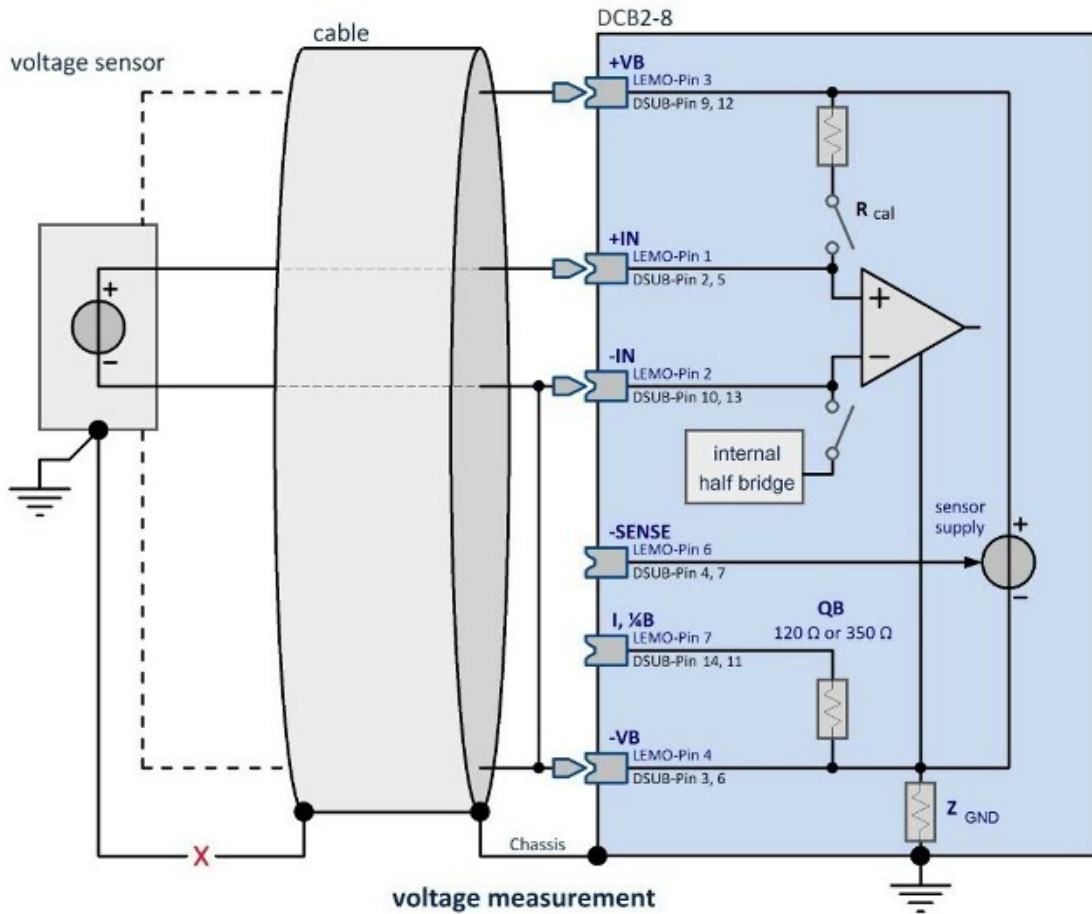 DCB2-8
cable
voltage sensor
+VB
LEMO-Pin 3
DSUB-Pin 9, 12
R cal
+IN
LEMO-Pin 1
DSUB-Pin 2, 5
+
+
-
-IN
LEMO-Pin 2
DSUB-Pin 10, 13
−
internal
half bridge
-SENSE
LEMO-Pin 6
DSUB-Pin 4, 7
sensor
supply
+
−
I, ¼B
LEMO-Pin 7
DSUB-Pin 14, 11
QB
120 Ω or 350 Ω
-VB
LEMO-Pin 4
DSUB-Pin 3, 6
Z GND
X
Chassis
voltage measurement